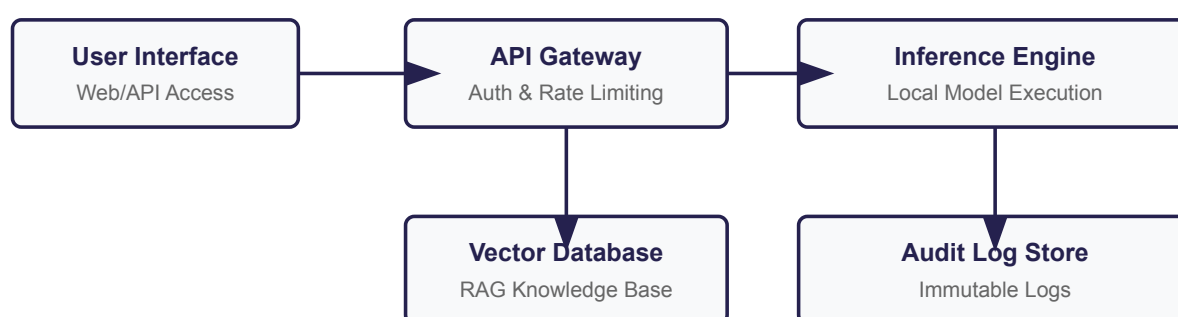 User Interface
Web/API Access
API Gateway
Auth & Rate Limiting
Inference Engine
Local Model Execution
Vector Database
RAG Knowledge Base
Audit Log Store
Immutable Logs